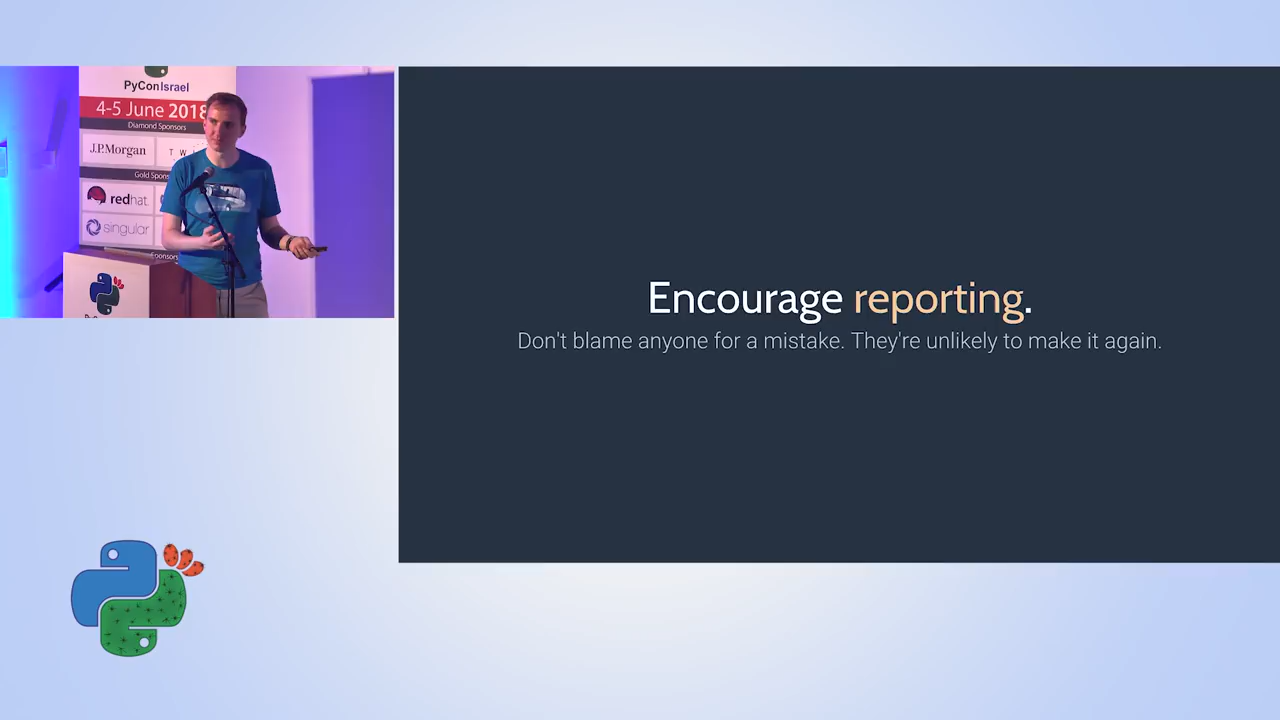 PyConIsrael
4-5 June 2018
Diamond Sponsors
J.P.Morgan
T W
Gold Spons
redhat.
singular
Sponsors
Encourage reporting.
Don't blame anyone for a mistake. They're unlikely to make it again.